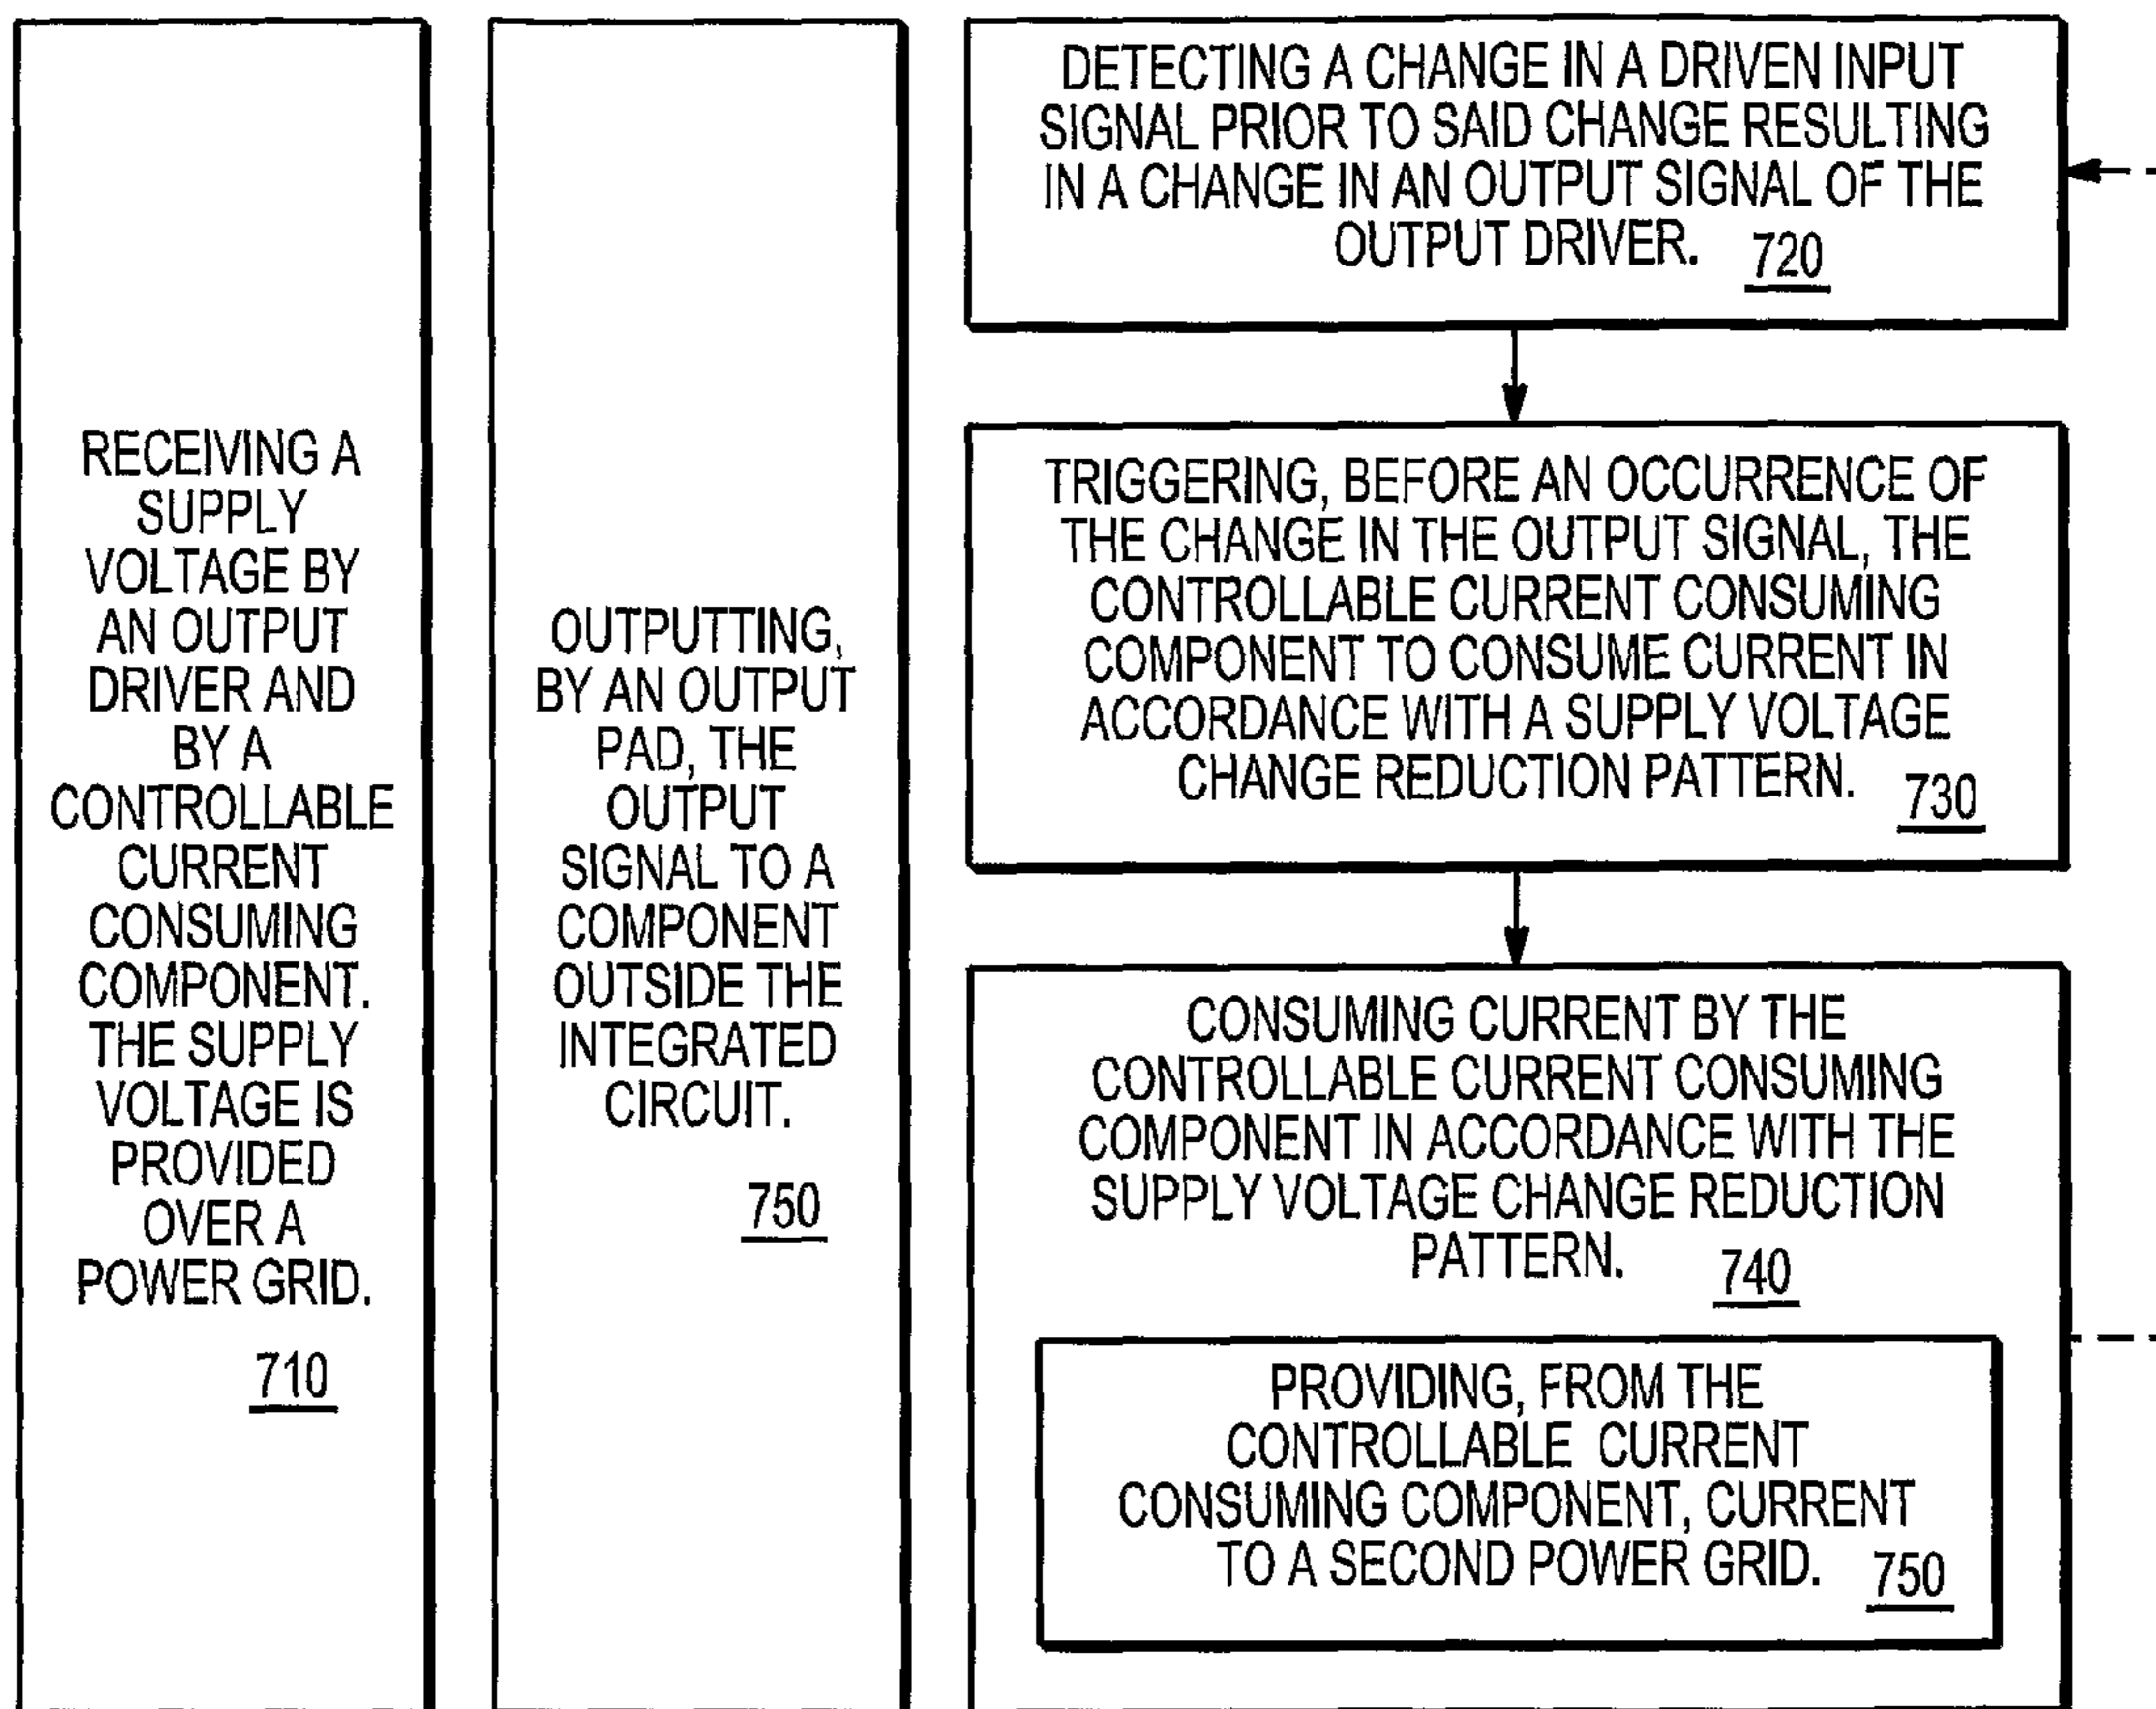 RECEIVING A
SUPPLY
VOLTAGE BY
AN OUTPUT
DRIVER AND
BY A
CONTROLLABLE
CURRENT
CONSUMING
COMPONENT.
THE SUPPLY
VOLTAGE IS
PROVIDED
OVER A
POWER GRID.
710
OUTPUTTING,
BY AN OUTPUT
PAD, THE
OUTPUT
SIGNAL TO A
COMPONENT
OUTSIDE THE
INTEGRATED
CIRCUIT.
750
DETECTING A CHANGE IN A DRIVEN INPUT
SIGNAL PRIOR TO SAID CHANGE RESULTING
IN A CHANGE IN AN OUTPUT SIGNAL OF THE
OUTPUT DRIVER. 720
TRIGGERING, BEFORE AN OCCURRENCE OF
THE CHANGE IN THE OUTPUT SIGNAL, THE
CONTROLLABLE CURRENT CONSUMING
COMPONENT TO CONSUME CURRENT IN
ACCORDANCE WITH A SUPPLY VOLTAGE
CHANGE REDUCTION PATTERN. 730
CONSUMING CURRENT BY THE
CONTROLLABLE CURRENT CONSUMING
COMPONENT IN ACCORDANCE WITH THE
SUPPLY VOLTAGE CHANGE REDUCTION
PATTERN. 740
PROVIDING, FROM THE
CONTROLLABLE CURRENT
CONSUMING COMPONENT, CURRENT
TO A SECOND POWER GRID. 750